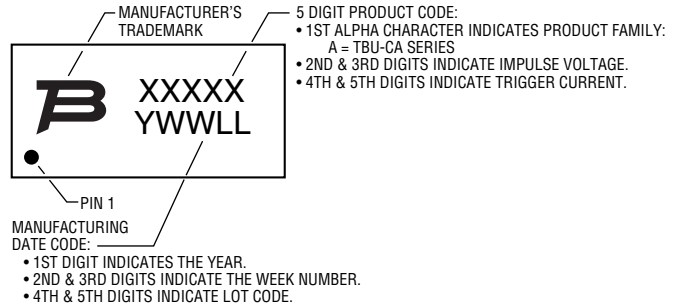 MANUFACTURER'S
TRADEMARK
5 DIGIT PRODUCT CODE:
• 1ST ALPHA CHARACTER INDICATES PRODUCT FAMILY:
A = TBU-CA SERIES
• 2ND & 3RD DIGITS INDICATE IMPULSE VOLTAGE.
• 4TH & 5TH DIGITS INDICATE TRIGGER CURRENT.
XXXXX
YWWLL
PIN 1
MANUFACTURING
DATE CODE:
• 1ST DIGIT INDICATES THE YEAR.
• 2ND & 3RD DIGITS INDICATE THE WEEK NUMBER.
• 4TH & 5TH DIGITS INDICATE LOT CODE.